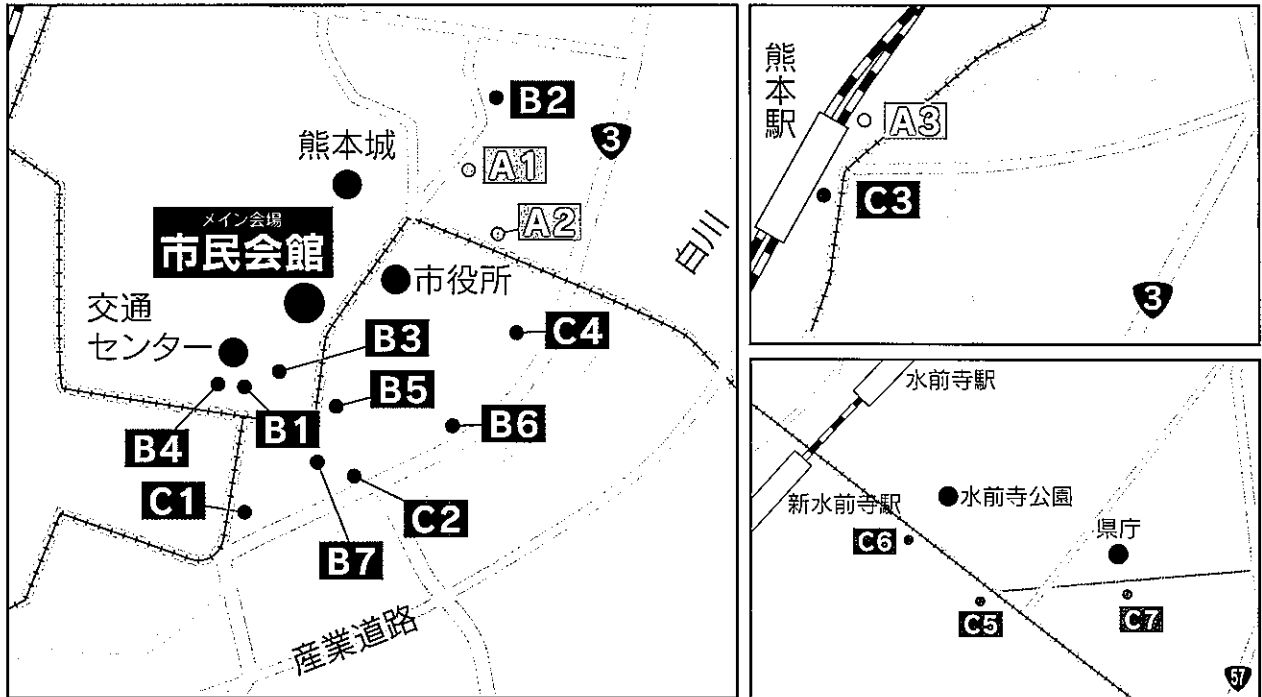 B2
3
熊本城
A1
A2
メイン会場
市民会館
白川
市役所
交通
センター
B3
C4
B5
B6
B1
B4
C1
C2
B7
産業道路
熊本駅
A3
C3
3
水前寺駅
新水前寺駅
水前寺公園
C6
県庁
C5
C7
57